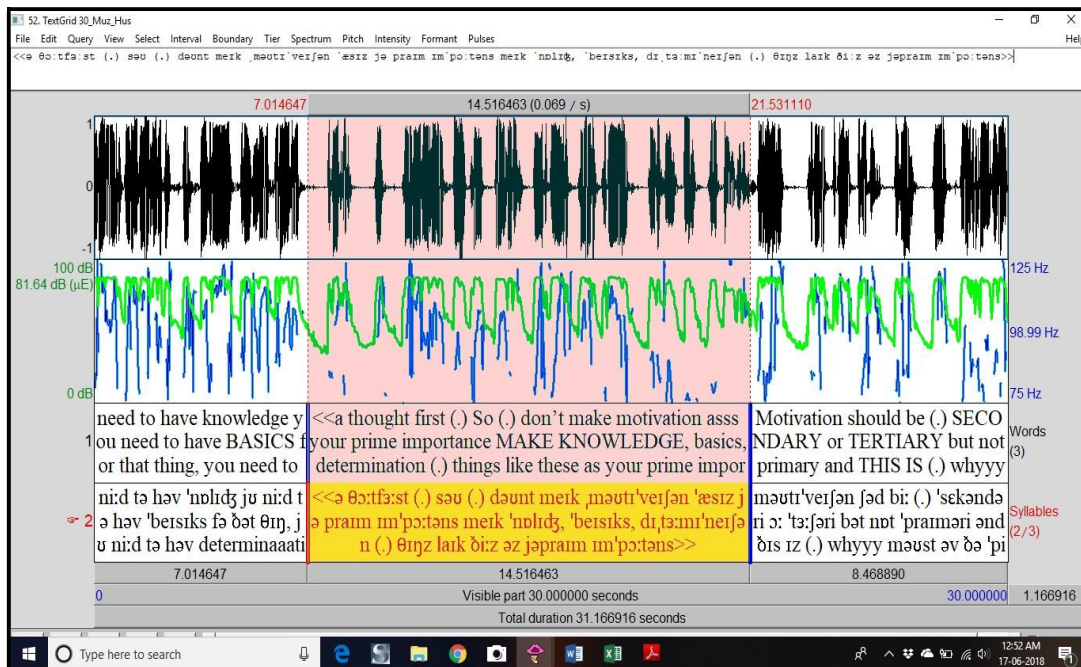 52. TextGrid 30_Muz_Hus
File Edit Query View Select Interval Boundary Tier Spectrum Pitch Intensity Formant Pulses Help
<<ə θɔːtfɜːst (.) səʊ (.) dəʊnt meɪk ˌməʊtɪˈveɪʃən ˈæsɪz jə praɪm ɪmˈpɔːtəns meɪk ˈnɒlɪʤ, ˈbeɪsɪks, dɪˌtɜːmɪˈneɪʃən (.) θɪŋz laɪk ðiːz əz jəpraɪm ɪmˈpɔːtəns>>
7.014647 14.516463 (0.069 / s) 21.531110
1
0
-1
100 dB 125 Hz
81.64 dB (µE)
98.99 Hz
0 dB 75 Hz
need to have knowledge y
ou need to have BASICS f
or that thing, you need to
<<a thought first (.) So (.) don't make motivation asss
your prime importance MAKE KNOWLEDGE, basics,
determination (.) things like these as your prime impor
Motivation should be (.) SECO
NDARY or TERTIARY but not
primary and THIS IS (.) whyyy
1
Words
(3)
niːd tə həv ˈnɒlɪʤ jʊ niːd t
ə həv ˈbeɪsɪks fə ðət θɪŋ, j
ʊ niːd tə həv determinaaati
<<ə θɔːtfɜːst (.) səʊ (.) dəʊnt meɪk ˌməʊtɪˈveɪʃən ˈæsɪz j
ə praɪm ɪmˈpɔːtəns meɪk ˈnɒlɪʤ, ˈbeɪsɪks, dɪˌtɜːmɪˈneɪʃə
n (.) θɪŋz laɪk ðiːz əz jəpraɪm ɪmˈpɔːtəns>>
məʊtɪˈveɪʃən ʃəd biː (.) ˈsɛkəndə
ri ɔː ˈtɜːʃəri bət nɒt ˈpraɪməri ənd
ðɪs ɪz (.) whyyy məʊst əv ðə ˈpi
2
Syllables
(2/3)
7.014647 14.516463 8.468890
0 Visible part 30.000000 seconds 30.000000 1.166916
Total duration 31.166916 seconds
Type here to search
12:52 AM
17-06-2018